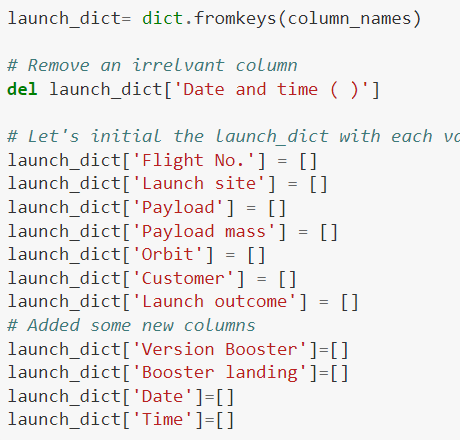 launch_dict= dict.fromkeys(column_names)
# Remove an irrelvant column
del launch_dict['Date and time ( )']
# Let's initial the launch_dict with each
launch_dict['Flight No.'] = []
launch_dict['Launch site'] = []
launch_dict['Payload'] = []
launch_dict['Payload mass'] = []
launch_dict['Orbit'] = []
launch_dict['Customer'] = []
launch_dict['Launch outcome'] = []
# Added some new columns
launch_dict['Version Booster']=[]
launch_dict['Booster landing']=[]
launch_dict['Date']=[]
launch_dict['Time']=[]